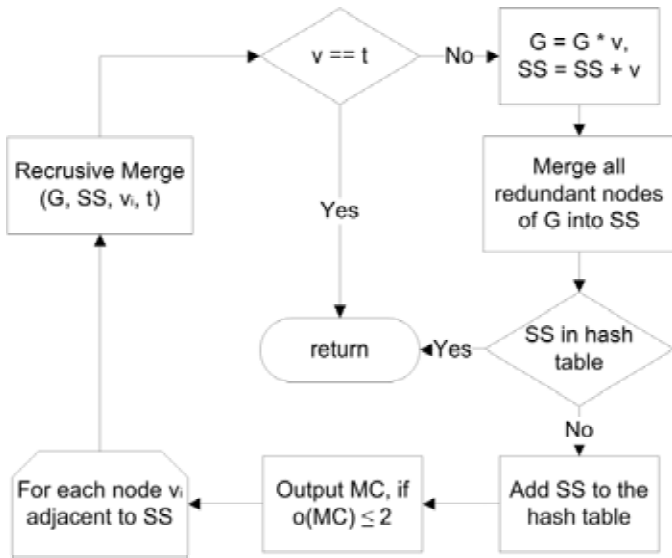 v == t
No
G = G * v,
SS = SS + v
Recrusive Merge
(G, SS, vᵢ, t)
Merge all
redundant nodes
of G into SS
Yes
return
Yes
SS in hash
table
No
For each node vᵢ
adjacent to SS
Output MC, if
o(MC) ≤ 2
Add SS to the
hash table